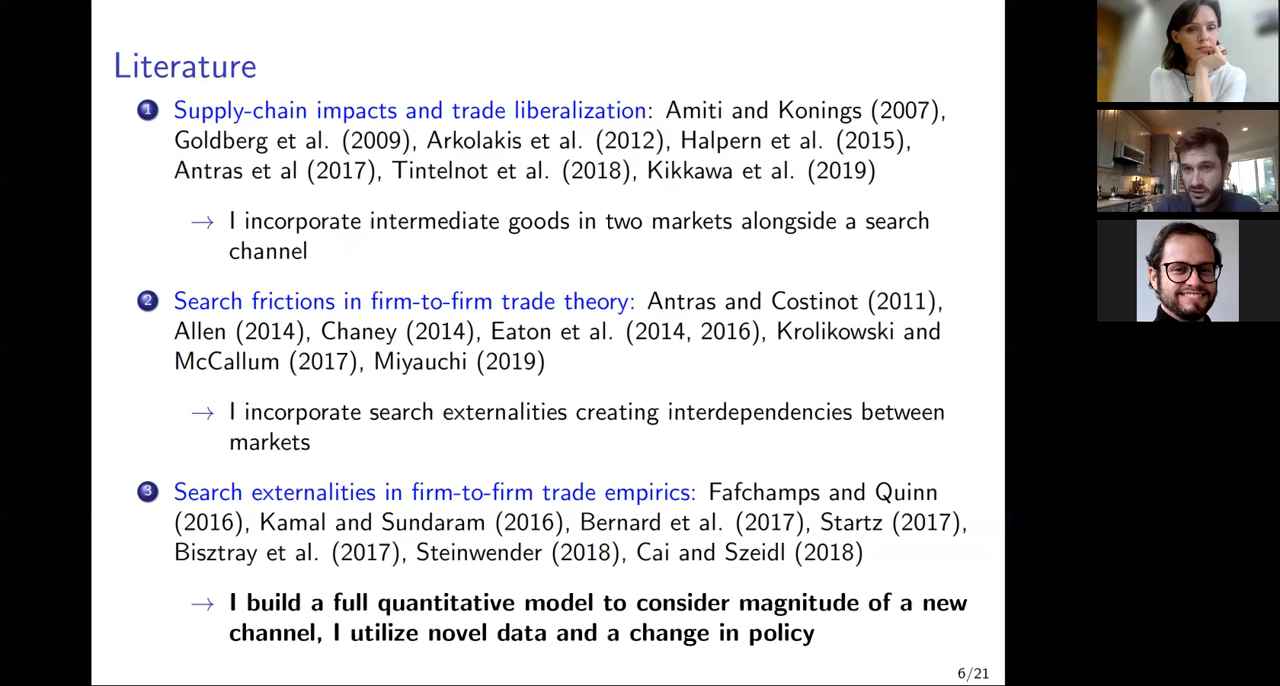 Literature
1 Supply-chain impacts and trade liberalization: Amiti and Konings (2007),
Goldberg et al. (2009), Arkolakis et al. (2012), Halpern et al. (2015),
Antras et al (2017), Tintelnot et al. (2018), Kikkawa et al. (2019)
→ I incorporate intermediate goods in two markets alongside a search
channel
2 Search frictions in firm-to-firm trade theory: Antras and Costinot (2011),
Allen (2014), Chaney (2014), Eaton et al. (2014, 2016), Krolikowski and
McCallum (2017), Miyauchi (2019)
→ I incorporate search externalities creating interdependencies between
markets
3 Search externalities in firm-to-firm trade empirics: Fafchamps and Quinn
(2016), Kamal and Sundaram (2016), Bernard et al. (2017), Startz (2017),
Bisztray et al. (2017), Steinwender (2018), Cai and Szeidl (2018)
→ I build a full quantitative model to consider magnitude of a new
channel, I utilize novel data and a change in policy
6/21